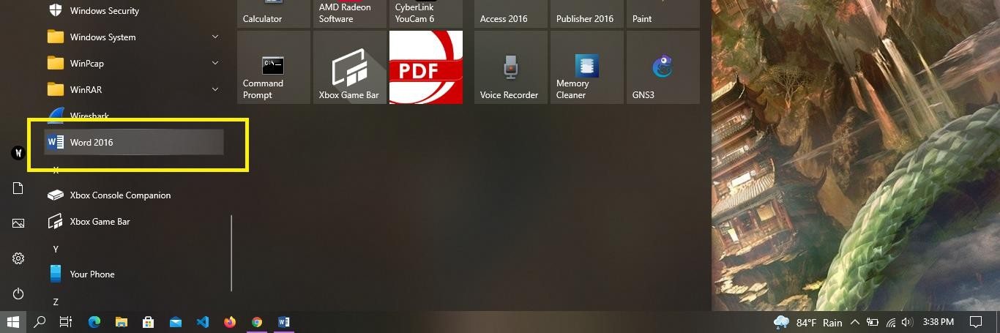 Windows Security
Windows System
WinPcap
WinRAR
Wireshark
Word 2016
X
Xbox Console Companion
Xbox Game Bar
Y
Your Phone
Z
Calculator
AMD Radeon
Software
CyberLink
YouCam 6
Access 2016
Publisher 2016
Paint
C:\.
Command
Prompt
Xbox Game Bar
PDF
Voice Recorder
Memory
Cleaner
GNS3
84°F Rain
3:38 PM